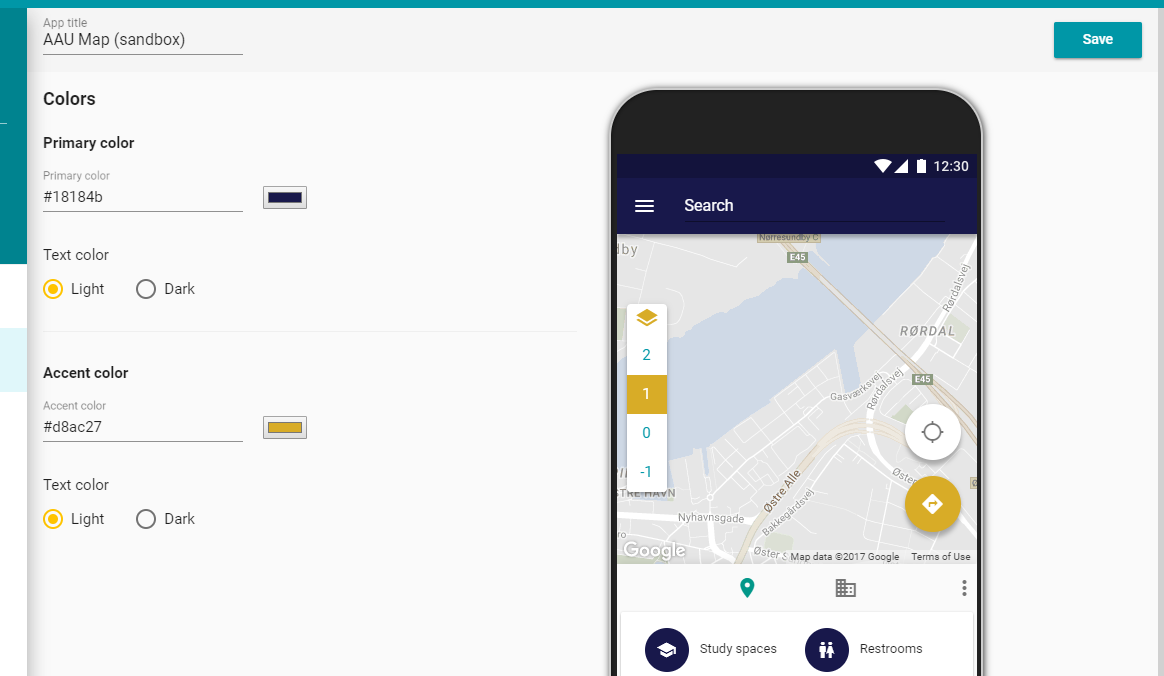 App title
AAU Map (sandbox)
Save
Colors
Primary color
Primary color
#18184b
Text color
Light
Dark
Accent color
Accent color
#d8ac27
Text color
Light
Dark
12:30
Search
Nørresundby C
dby
E45
Rørdalsvej
RØRDAL
2
1
0
-1
E45
Gasværksvej
Rørdalsvej
Østre Alle
Bakkegårdsvej
Nyhavnsgade
STRE HAVN
Øster
Google
Øster S
Map data ©2017 Google
Terms of Use
Study spaces
Restrooms